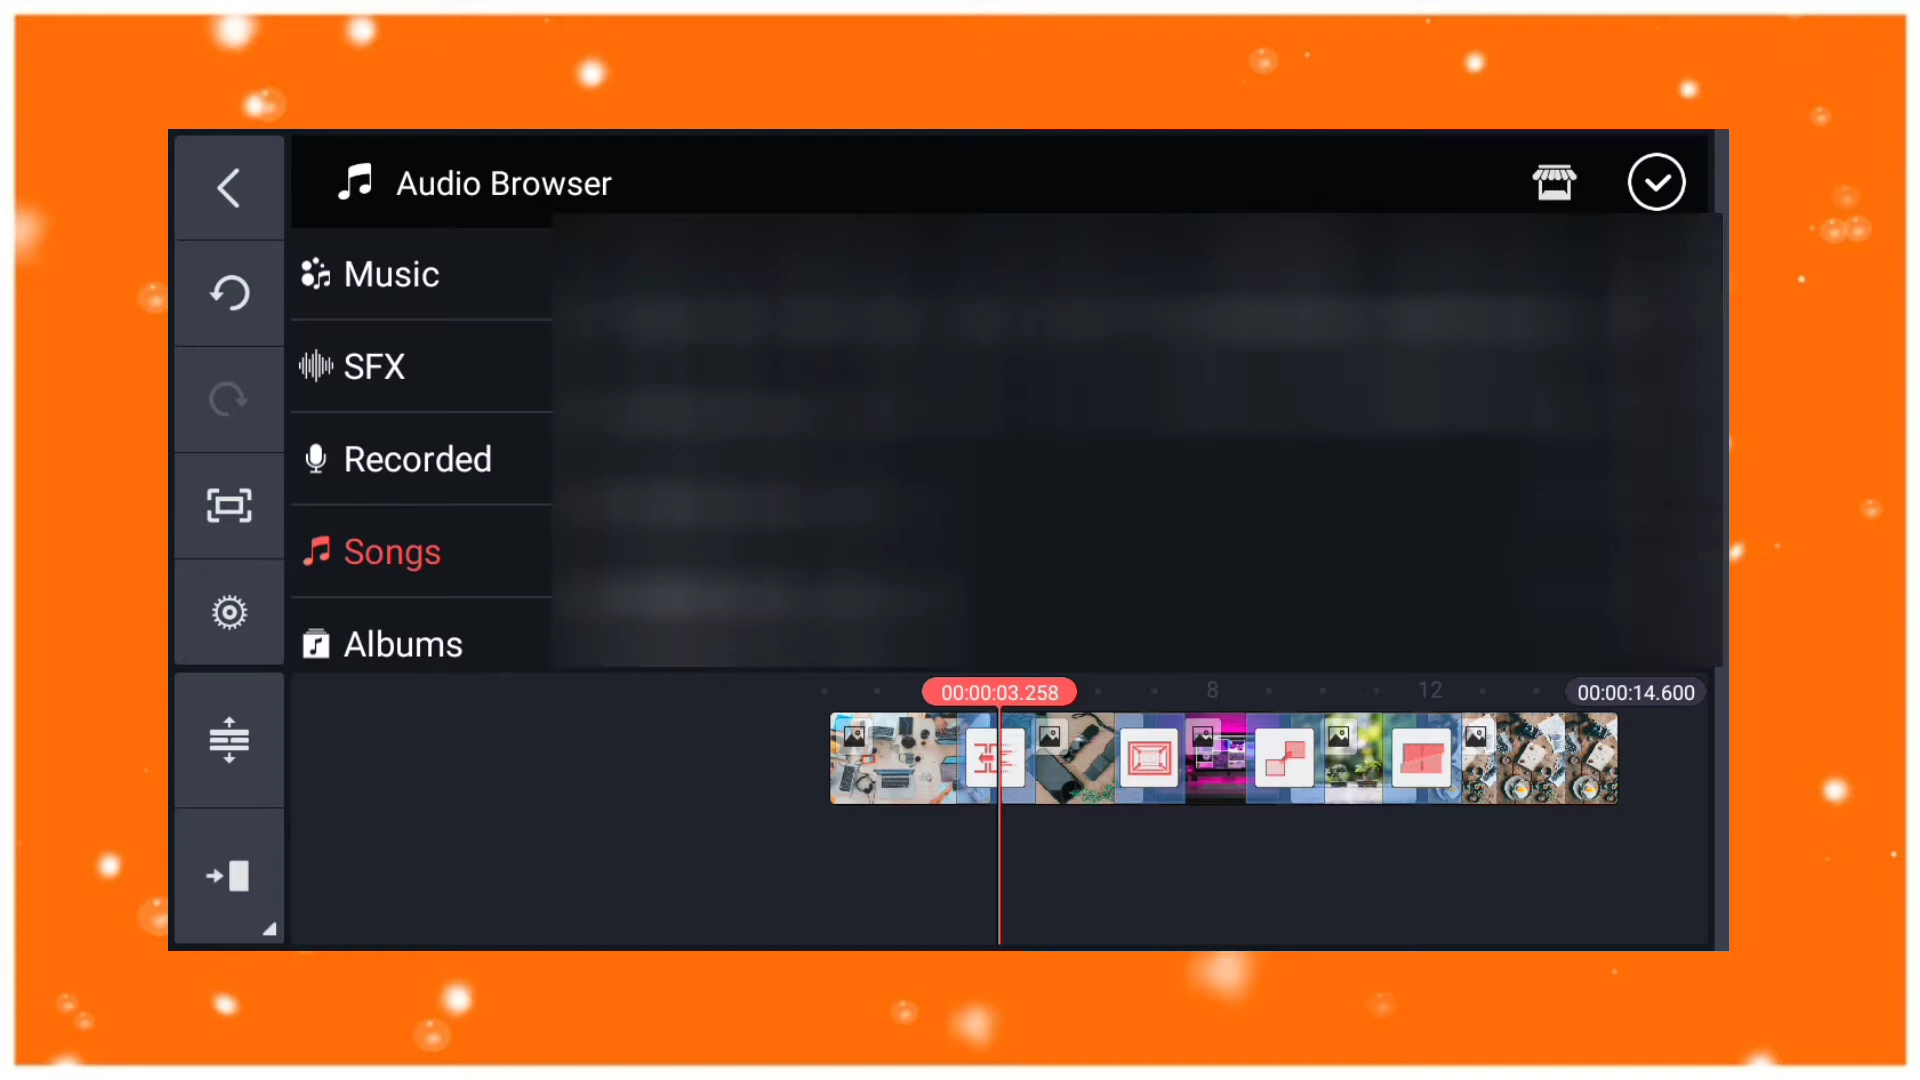 Audio Browser
Music
SFX
Recorded
Songs
Albums
00:00:03.258
8
12
00:00:14.600